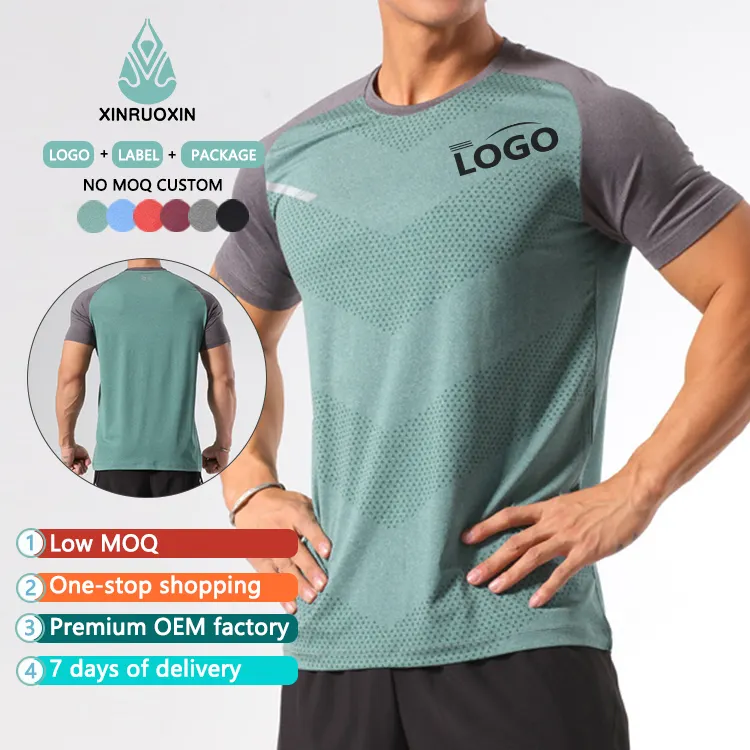 XINRUOXIN
LOGO + LABEL + PACKAGE
NO MOQ CUSTOM
LOGO
1 Low MOQ
2 One-stop shopping
3 Premium OEM factory
4 7 days of delivery